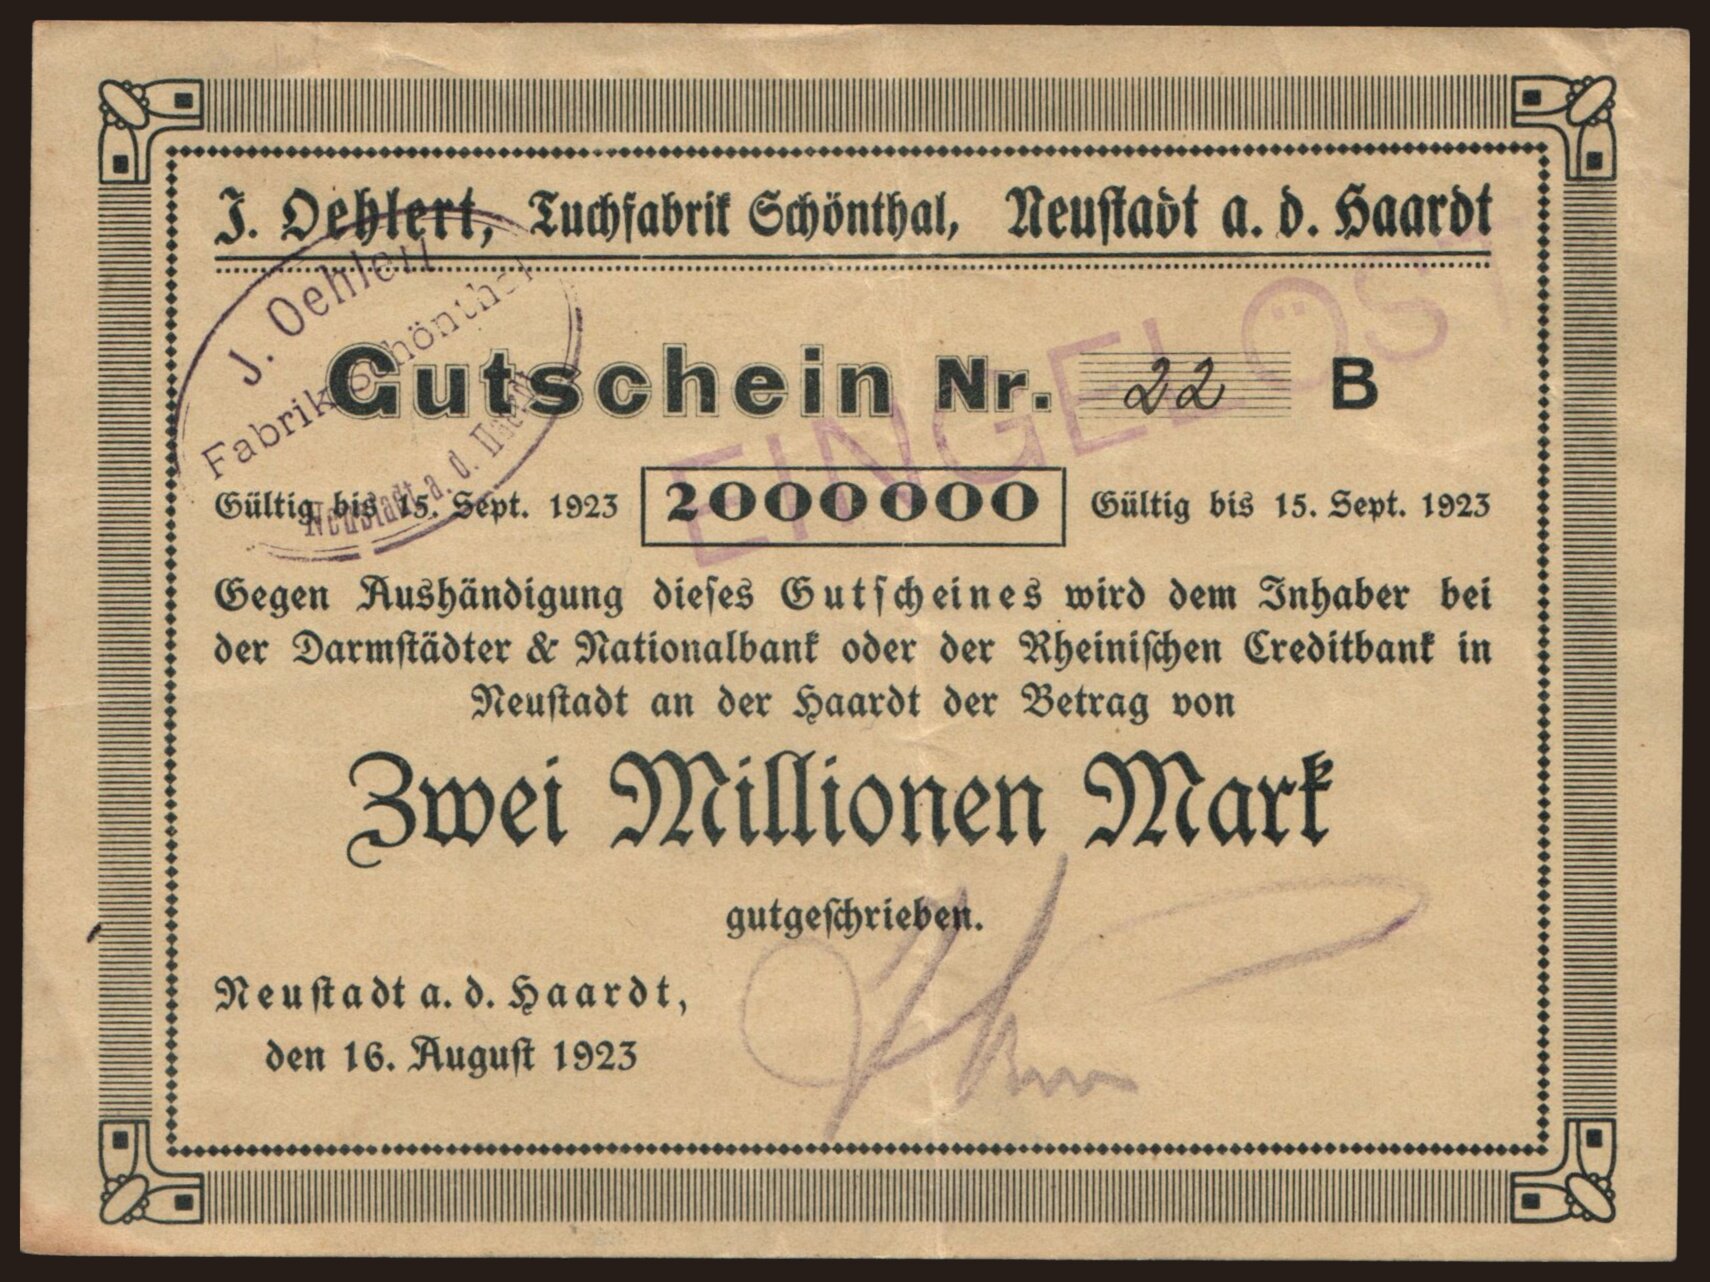 J. Oehlert, Tuchfabrik Schönthal, Neustadt a. d. Haardt
J. Oehlert
Fabrik Schönthal
Neustadt a. d. Haardt
EINGELÖST
Gutschein Nr. 22 B
Gültig bis 15. Sept. 1923 2000000 Gültig bis 15. Sept. 1923
Gegen Aushändigung dieses Gutscheines wird dem Inhaber bei
der Darmstädter & Nationalbank oder der Rheinischen Creditbank in
Neustadt an der Haardt der Betrag von
Zwei Millionen Mark
gutgeschrieben.
Neustadt a. d. Haardt,
den 16. August 1923